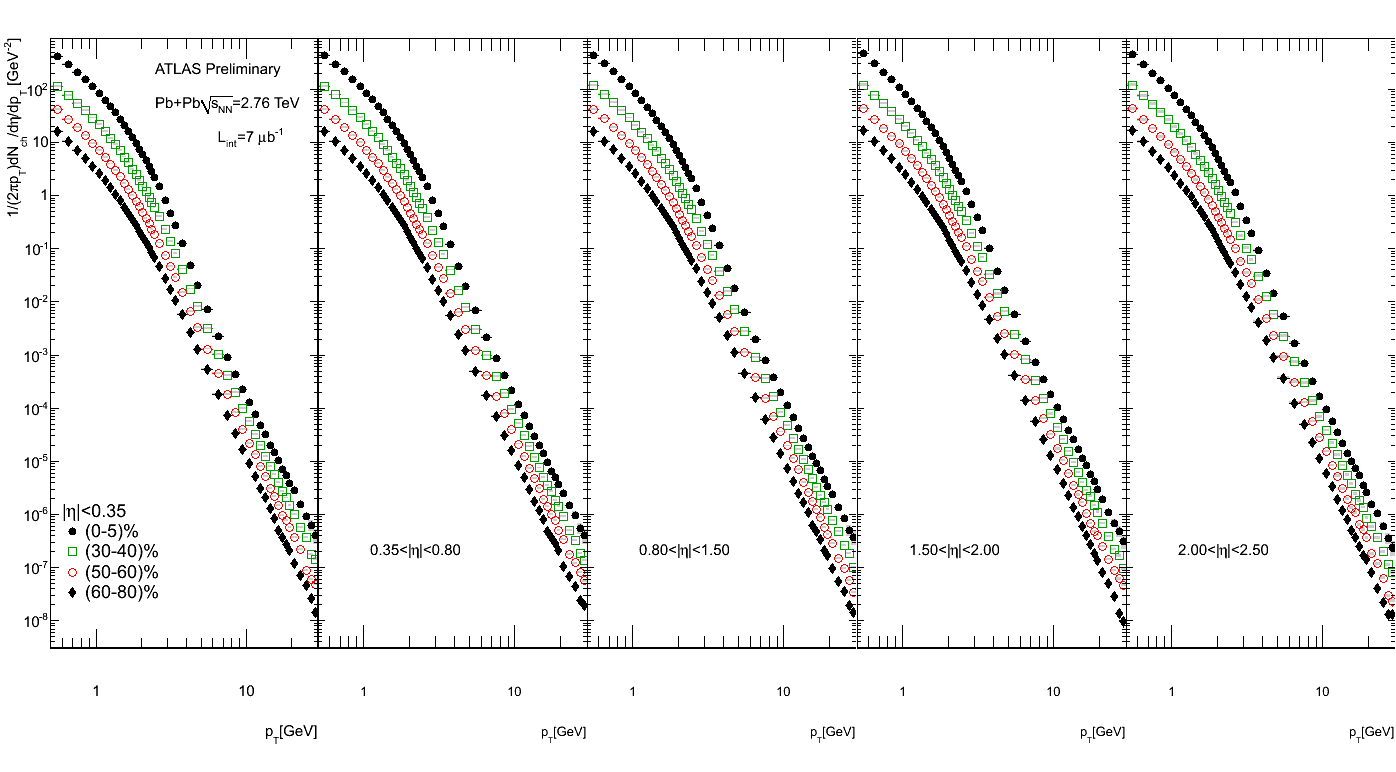 1/(2πp_T)dN_ch/dη/dp_T [GeV^-2]
10^2
10
1
10^-1
10^-2
10^-3
10^-4
10^-5
10^-6
10^-7
10^-8
ATLAS Preliminary
Pb+Pb√s_NN=2.76 TeV
L_int=7 μb^-1
|η|<0.35
(0-5)%
(30-40)%
(50-60)%
(60-80)%
0.35<|η|<0.80
0.80<|η|<1.50
1.50<|η|<2.00
2.00<|η|<2.50
1 10 1 10 1 10 1 10 1 10
p_T[GeV] p_T[GeV] p_T[GeV] p_T[GeV] p_T[GeV]